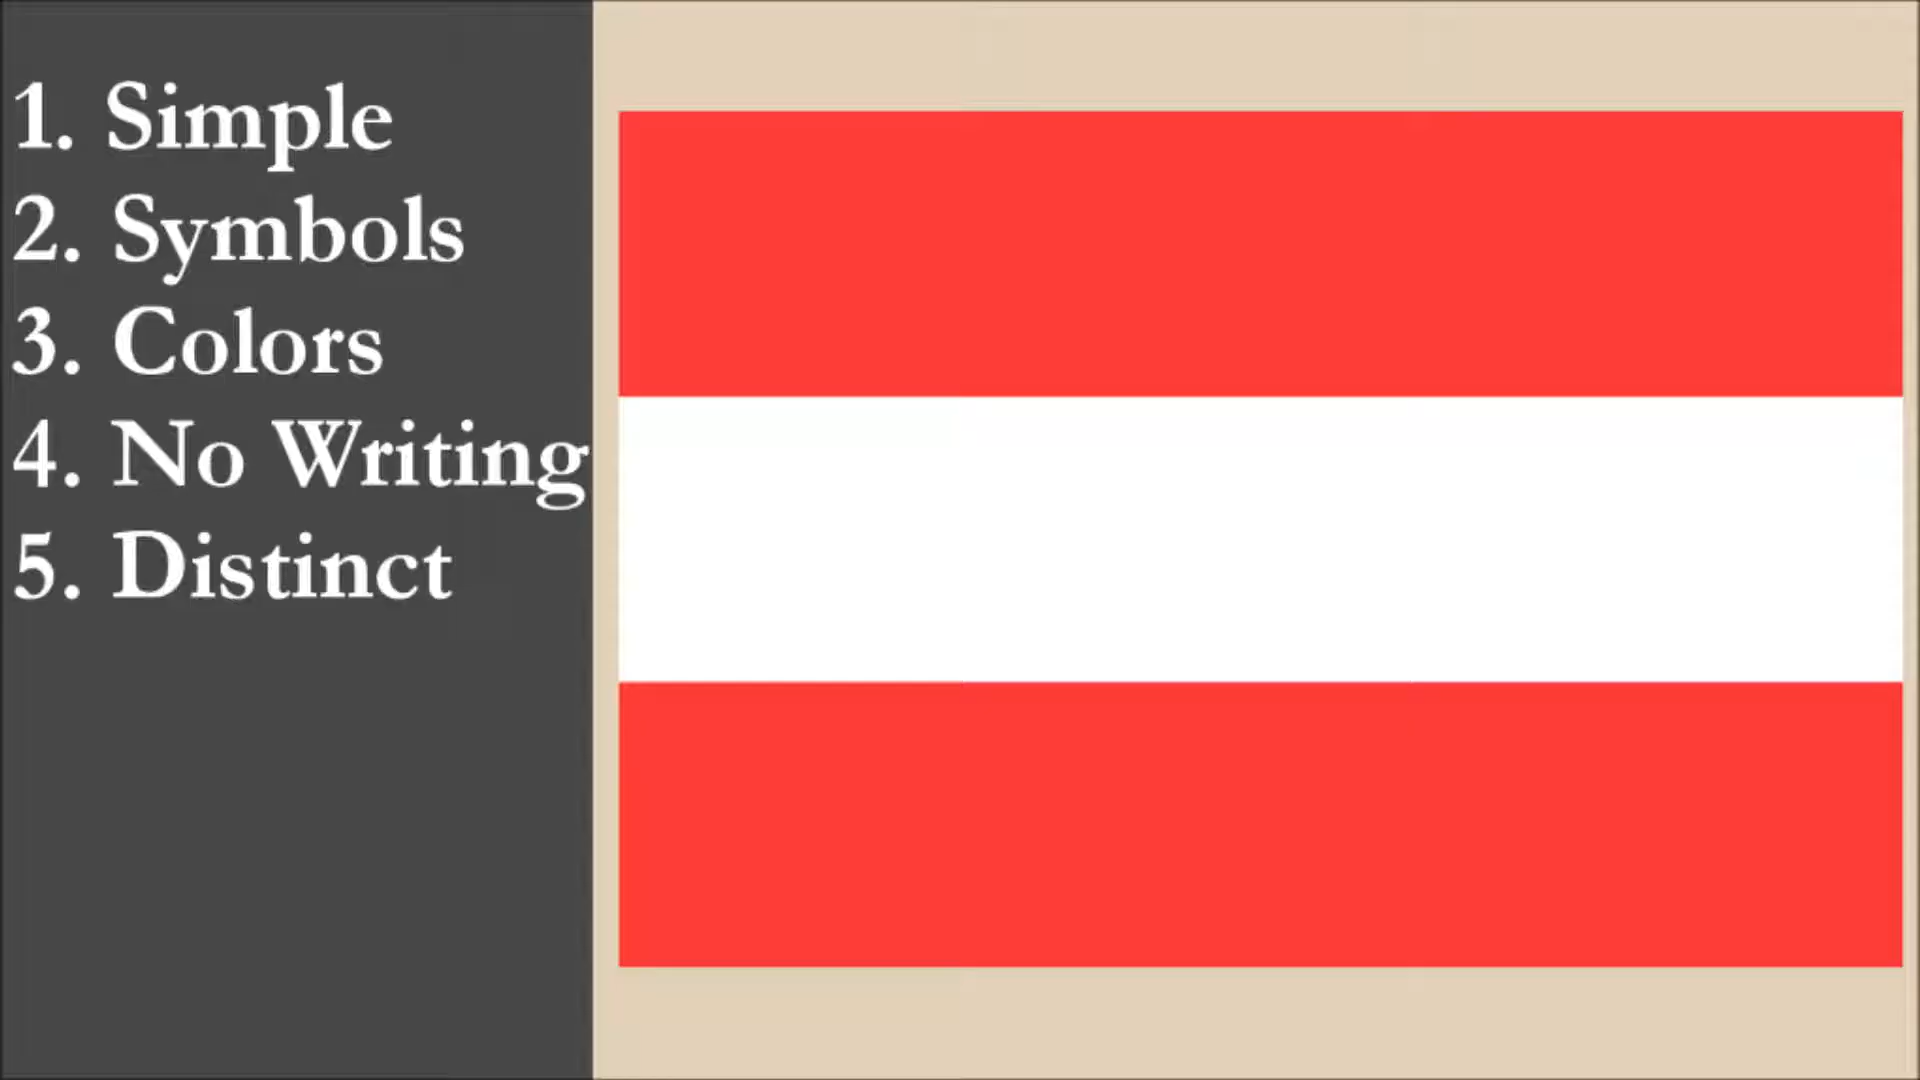 1. Simple
2. Symbols
3. Colors
4. No Writing
5. Distinct